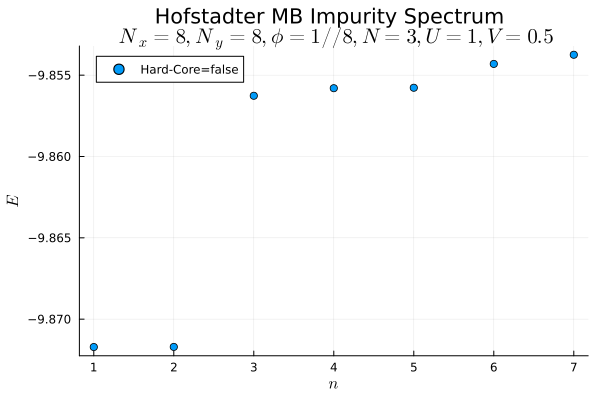 Hofstadter MB Impurity Spectrum
N_x = 8, N_y = 8, ϕ = 1//8, N = 3, U = 1, V = 0.5
Hard-Core=false
−9.855
−9.860
−9.865
−9.870
E
1 2 3 4 5 6 7
n